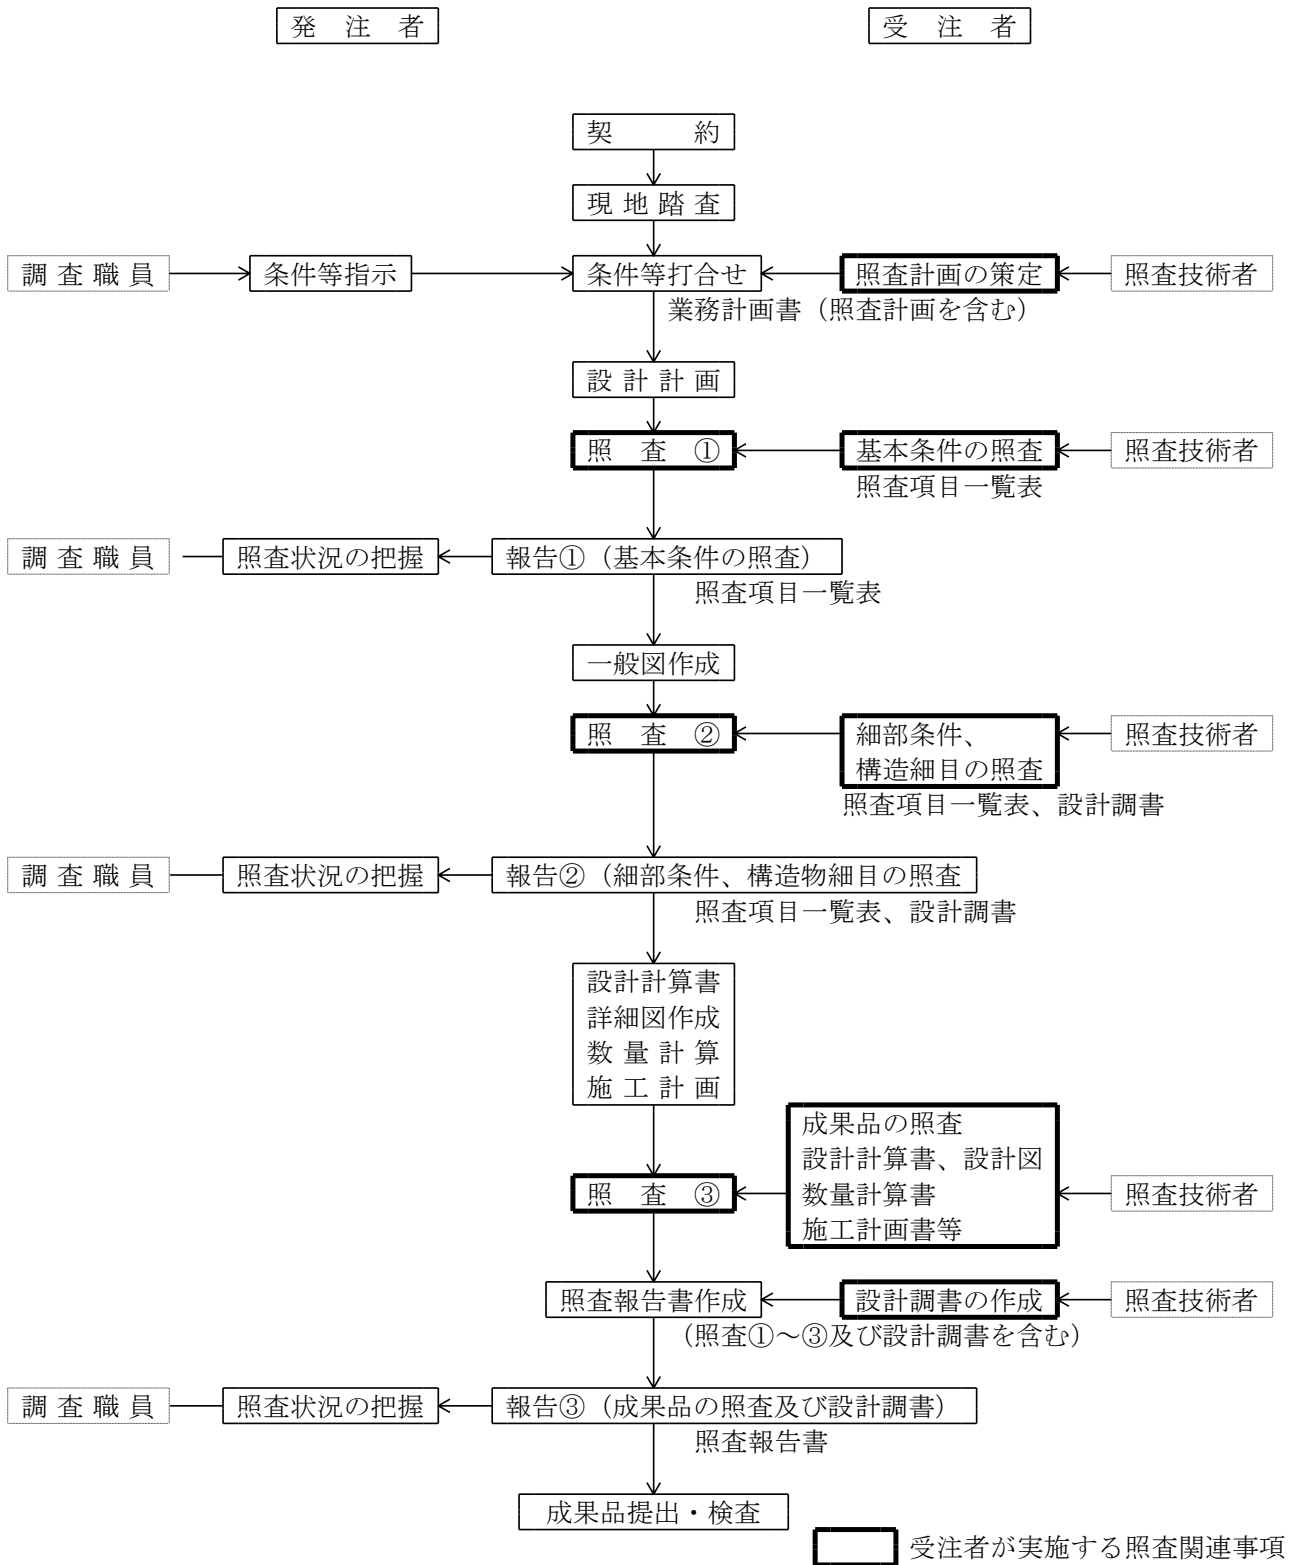 発　注　者
受　注　者
契　　　約
現 地 踏 査
調 査 職 員
条件等指示
条件等打合せ
照査計画の策定
照査技術者
業務計画書（照査計画を含む）
設 計 計 画
照　査　①
基本条件の照査
照査技術者
照査項目一覧表
調 査 職 員
照査状況の把握
報告①（基本条件の照査）
照査項目一覧表
一般図作成
照　査　②
細部条件、
構造細目の照査
照査技術者
照査項目一覧表、設計調書
調 査 職 員
照査状況の把握
報告②（細部条件、構造物細目の照査
照査項目一覧表、設計調書
設計計算書
詳細図作成
数 量 計 算
施 工 計 画
照　査　③
成果品の照査
設計計算書、設計図
数量計算書
施工計画書等
照査技術者
照査報告書作成
設計調書の作成
照査技術者
（照査①～③及び設計調書を含む）
調 査 職 員
照査状況の把握
報告③（成果品の照査及び設計調書）
照査報告書
成果品提出・検査
受注者が実施する照査関連事項